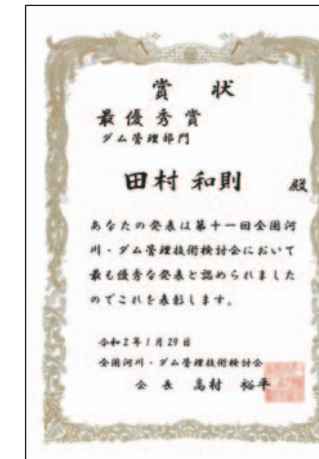 賞状
最優秀賞
ダム管理部門
田村 和則 殿
あなたの発表は第十一回全国河
川・ダム管理技術検討会において
最も優秀な発表と認められました
のでこれを表彰します。
令和2年1月29日
全国河川・ダム管理技術検討会
会長 高村 裕平